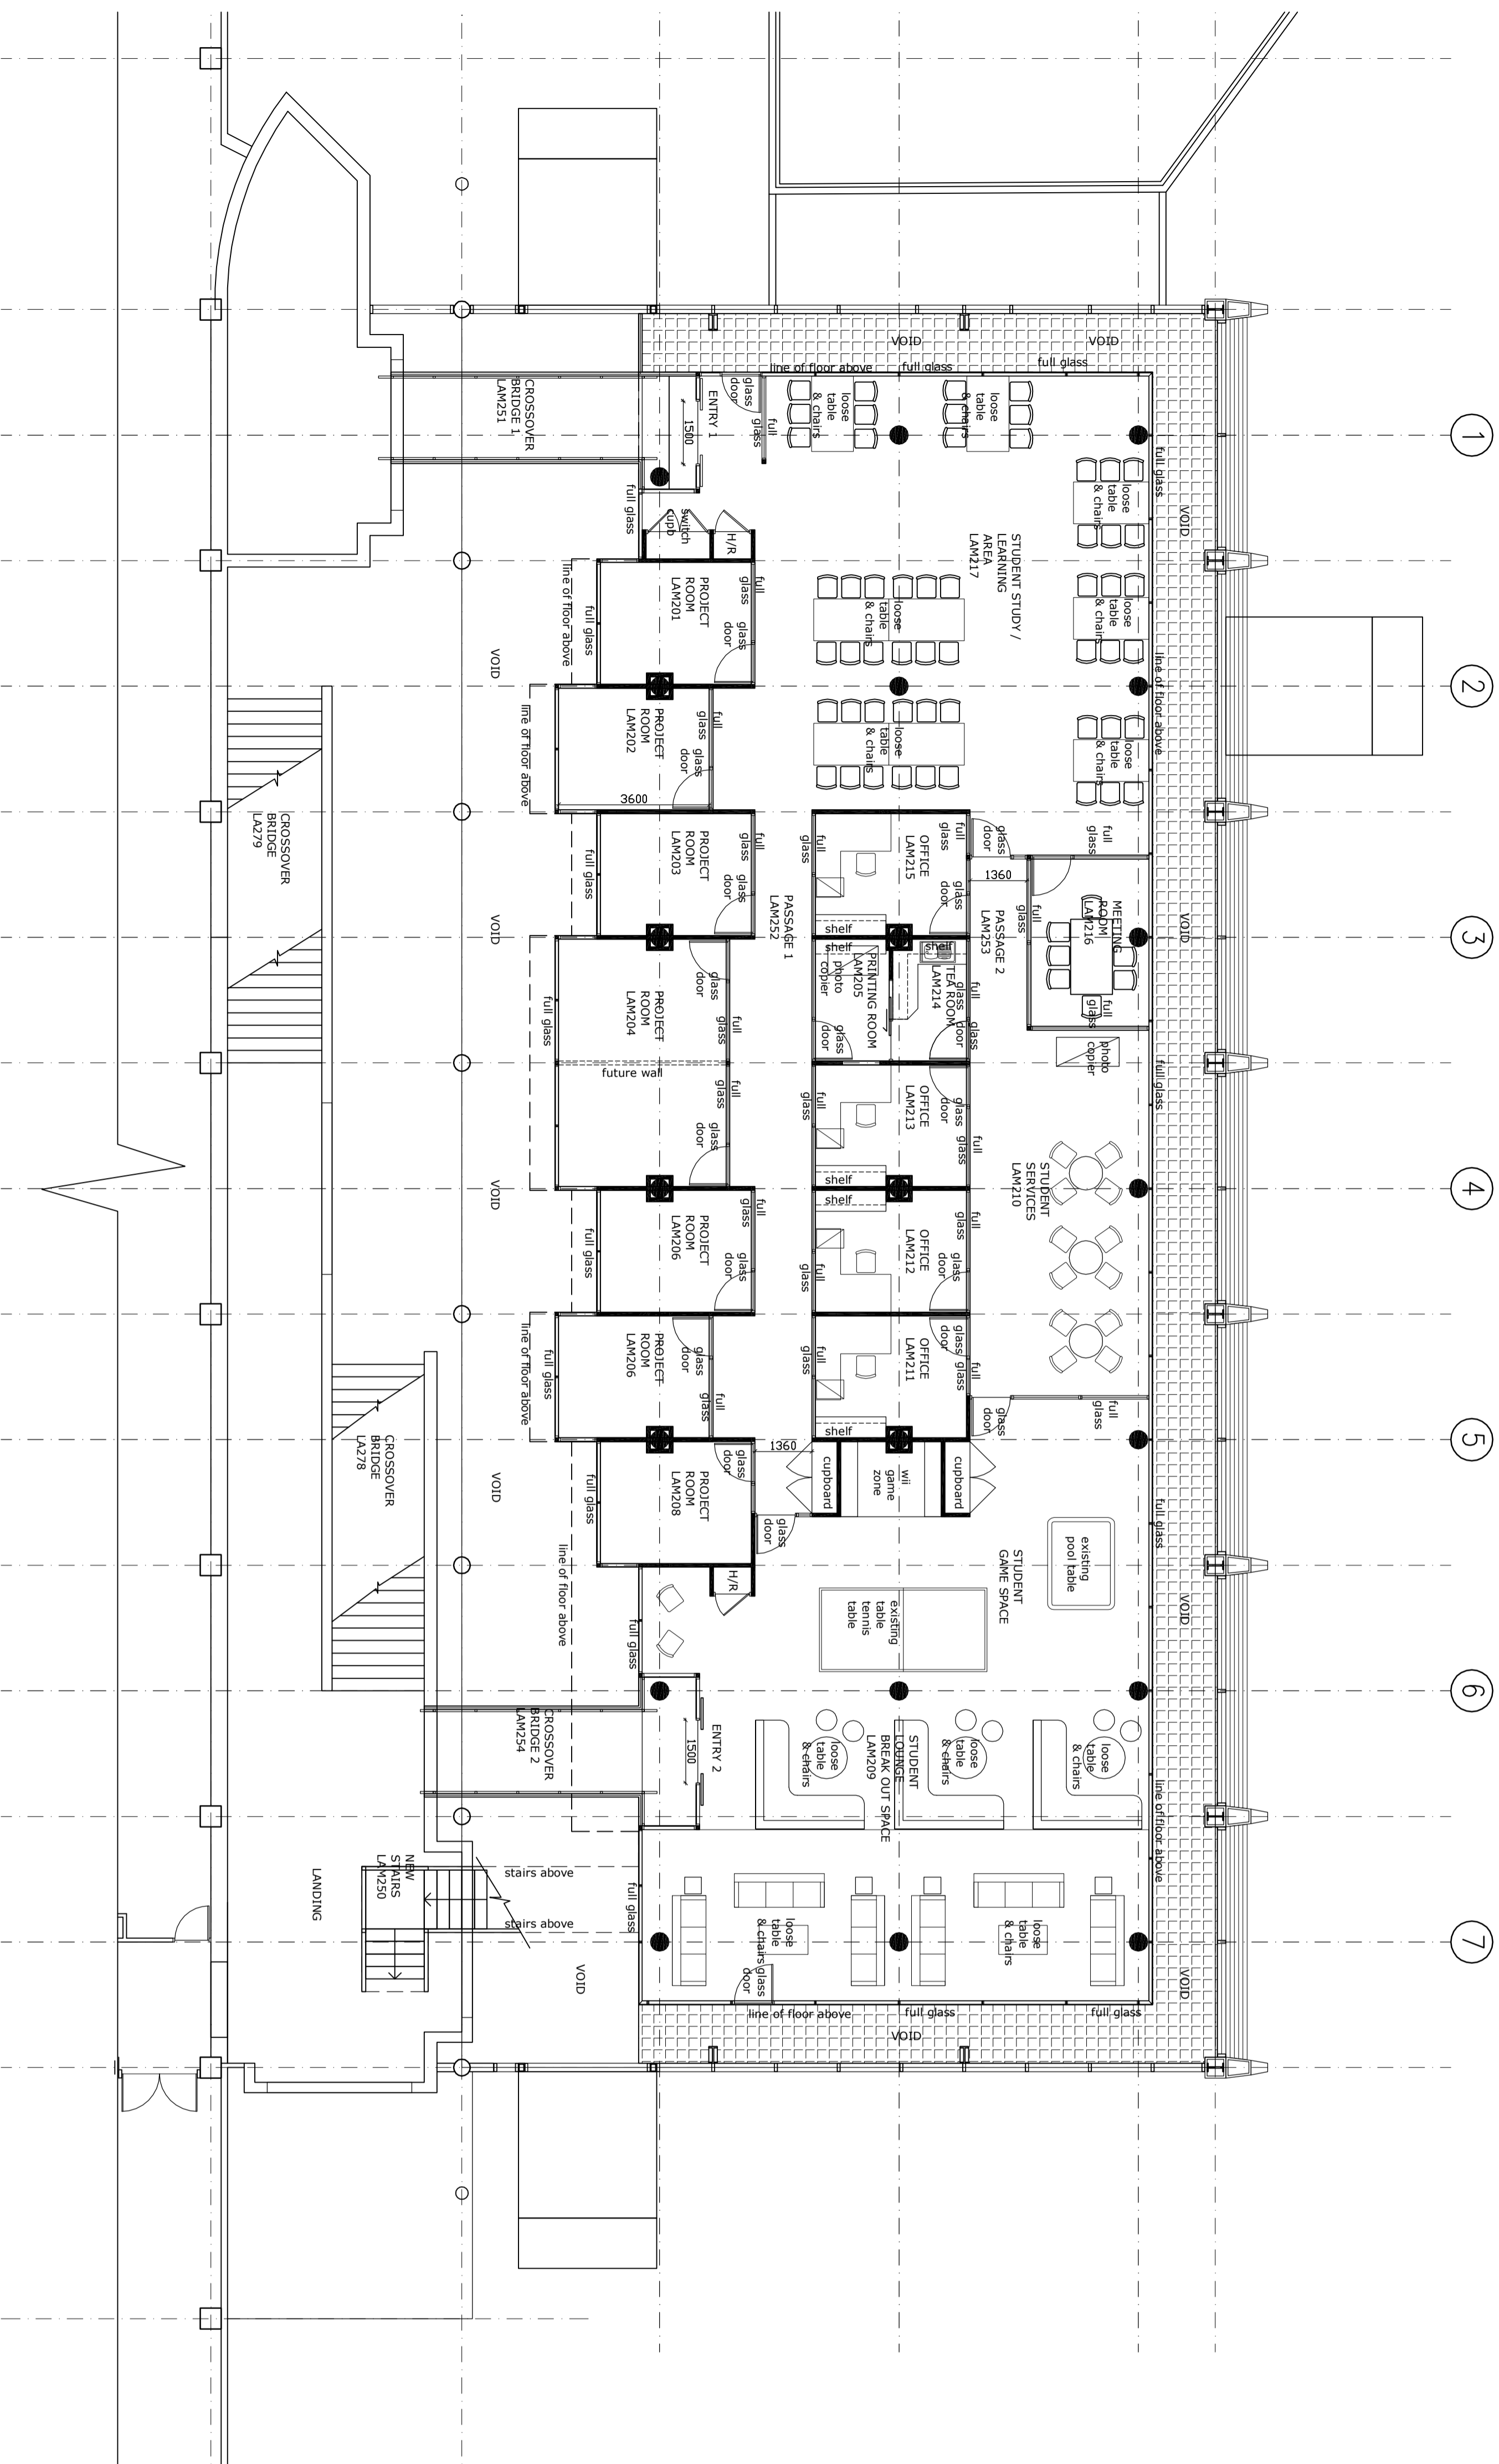 1
2
3
4
5
6
7
VOID
VOID
line of floor above
full glass
full glass
CROSSOVER
BRIDGE 1
LAM251
ENTRY 1
1500
glass
door
full
glass
loose
table
& chairs
loose
table
& chairs
full glass
VOID
loose
table
& chairs
full glass
switch
cupb
H/R
STUDENT STUDY /
LEARNING
AREA
LAM217
line of floor above
full glass
PROJECT
ROOM
LAM201
full
glass
glass
door
loose
table
& chairs
loose
table
& chairs
VOID
line of floor above
line of floor above
PROJECT
ROOM
LAM202
full
glass
glass
door
3600
loose
table
& chairs
loose
table
& chairs
CROSSOVER
BRIDGE
LA279
full glass
PROJECT
ROOM
LAM203
full
glass
glass
door
PASSAGE 1
LAM252
full
glass
OFFICE
LAM215
full
glass
glass
door
shelf
glass
door
full
glass
1360
PASSAGE 2
LAM253
full
glass
MEETING
ROOM
LAM216
full
glass
VOID
VOID
full glass
PROJECT
ROOM
LAM204
glass
door
full
glass
future wall
full
glass
glass
door
shelf
photo
copier
PRINTING ROOM
LAM205
glass
door
shelf
TEA ROOM
LAM214
glass
door
full
glass
photo
copier
full glass
full
glass
OFFICE
LAM213
glass
door
full
glass
shelf
STUDENT
SERVICES
LAM210
VOID
full glass
PROJECT
ROOM
LAM206
full
glass
glass
door
shelf
full
glass
OFFICE
LAM212
full
glass
glass
door
line of floor above
full glass
PROJECT
ROOM
LAM206
glass
door
full
glass
full
glass
OFFICE
LAM211
glass
door
full
glass
shelf
glass
door
full
glass
CROSSOVER
BRIDGE
LA278
VOID
full glass
PROJECT
ROOM
LAM208
glass
door
1360
cupboard
wii
game
zone
cupboard
glass
door
full glass
existing
pool table
STUDENT
GAME SPACE
VOID
line of floor above
H/R
full glass
existing
table
tennis
table
CROSSOVER
BRIDGE 2
LAM254
ENTRY 2
1500
loose
table
& chairs
STUDENT
LOUNGE
BREAK OUT SPACE
LAM209
loose
table
& chairs
loose
table
& chairs
line of floor above
NEW
STAIRS
LAM250
LANDING
stairs above
stairs above
full glass
VOID
loose
table
& chairs
glass
door
loose
table
& chairs
VOID
line of floor above
full glass
full glass
VOID